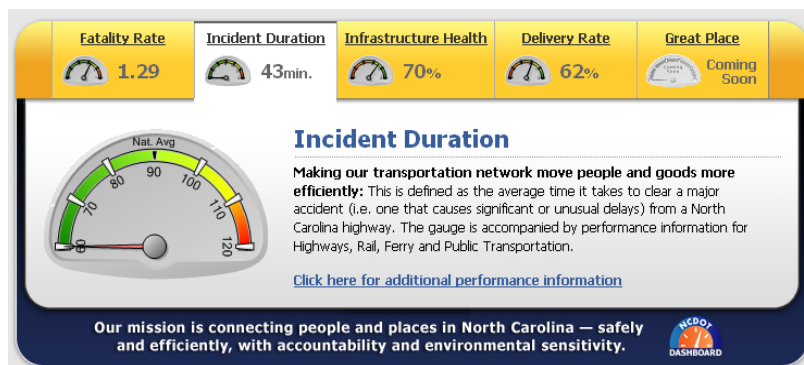 Fatality Rate
1.29
Incident Duration
43min.
Infrastructure Health
70%
Delivery Rate
62%
Great Place
Coming Soon
Coming
Soon
Nat. Avg
60
70
80
90
100
110
120
Incident Duration
Making our transportation network move people and goods more
efficiently: This is defined as the average time it takes to clear a major
accident (i.e. one that causes significant or unusual delays) from a North
Carolina highway. The gauge is accompanied by performance information for
Highways, Rail, Ferry and Public Transportation.
Click here for additional performance information
Our mission is connecting people and places in North Carolina — safely
and efficiently, with accountability and environmental sensitivity.
NCDOT
DASHBOARD